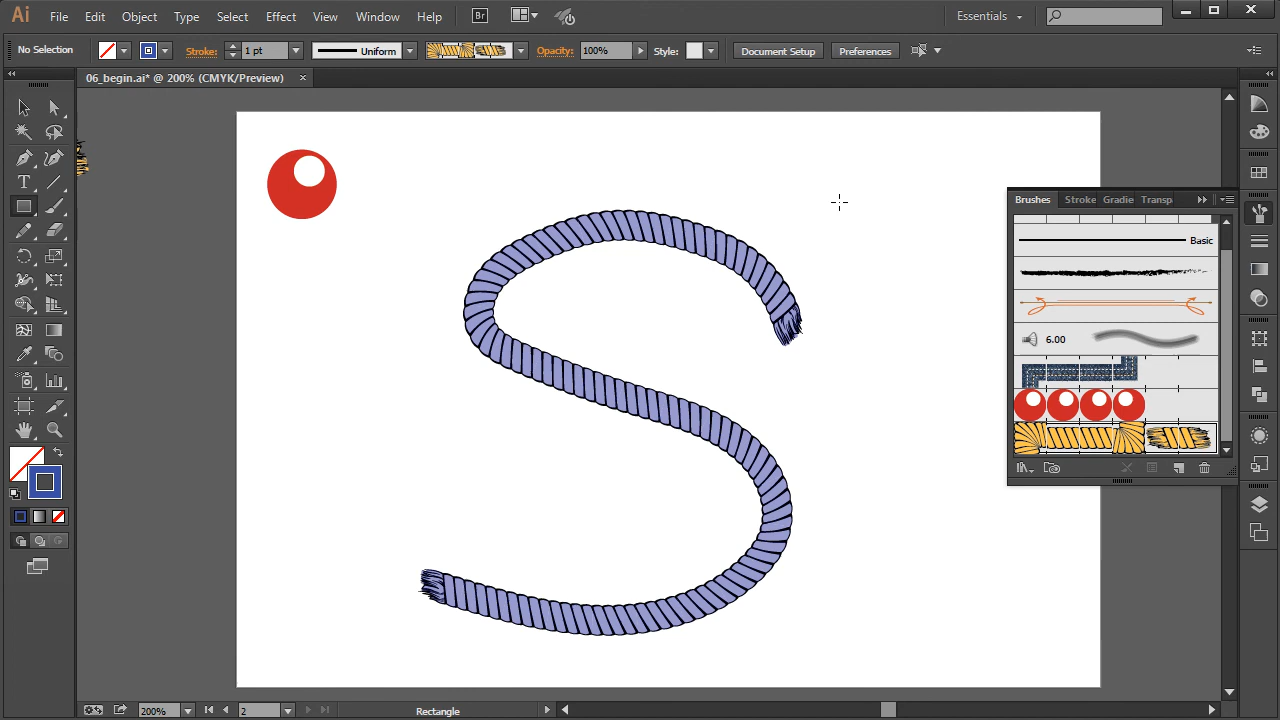 Ai File Edit Object Type Select Effect View Window Help Br Essentials
No Selection Stroke: 1 pt Uniform Opacity: 100% Style: Document Setup Preferences
06_begin.ai* @ 200% (CMYK/Preview)
Brushes Stroke Gradie Transp
Basic
6.00
T
200% 2 Rectangle